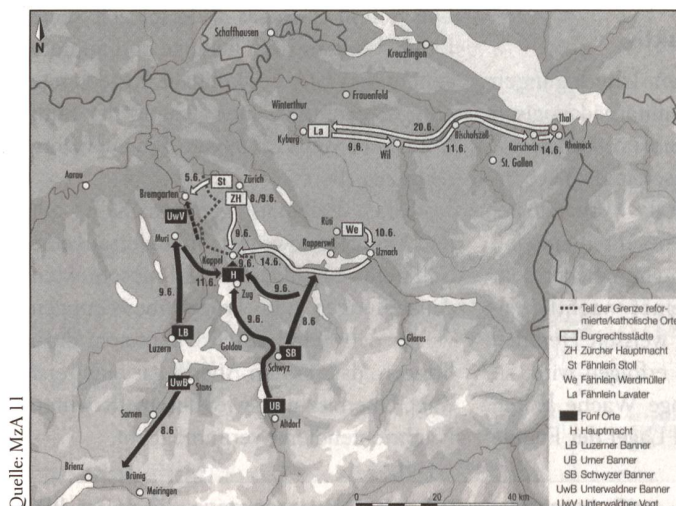 Quelle: MzA 11
N
Schaffhausen
Kreuzlingen
Frauenfeld
Winterthur
Kyburg
La
20.6.
Bischofszell
Thal
Rheineck
9.6.
Wil
11.6.
Rorschach
14.6.
St. Gallen
Aarau
5.6.
St
Zürich
Bremgarten
ZH
8./9.6.
UwV
Rüti
We
10.6.
9.6.
Muri
Rapperswil
Uznach
Kappel
14.6.
9.6.
11.6.
H
Zug
9.6.
9.6.
9.6.
8.6
LB
Luzern
Goldau
SB
Schwyz
Glarus
UwB
Stans
UB
Altdorf
Sarnen
8.6
Brienz
Brünig
Meiringen
Teil der Grenze refor-
mierte/katholische Orte
Burgrechtsstädte
ZH Zürcher Hauptmacht
St Fähnlein Stoll
We Fähnlein Werdmüller
La Fähnlein Lavater
Fünf Orte
H Hauptmacht
LB Luzerner Banner
UB Urner Banner
SB Schwyzer Banner
UwB Unterwaldner Banner
UwV Unterwaldner Vogt
0 20 40 km